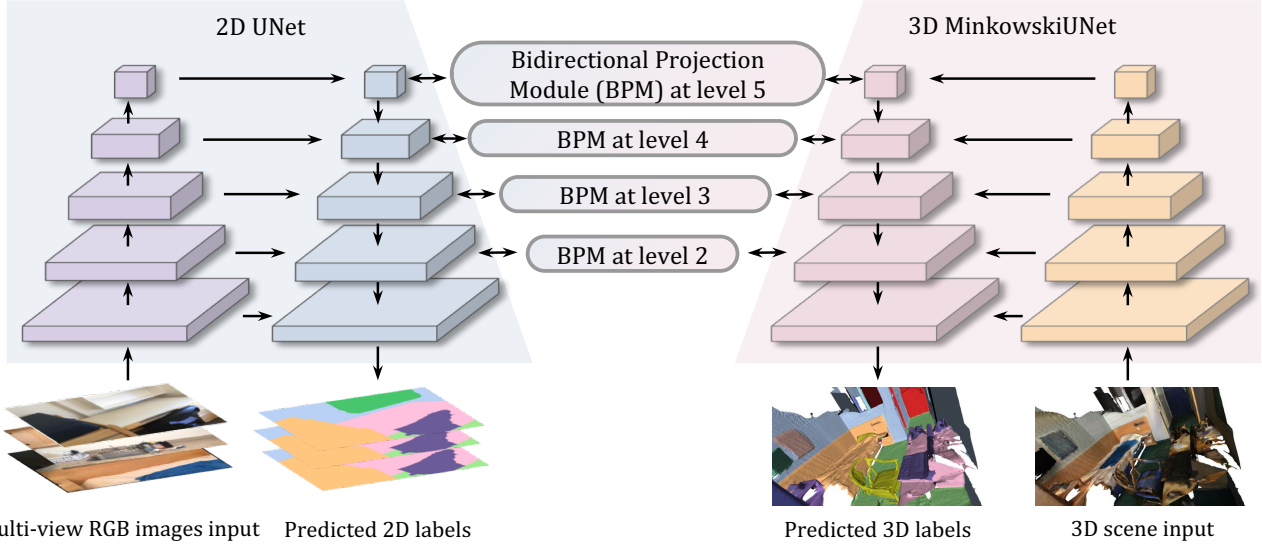 2D UNet
3D MinkowskiUNet
Bidirectional Projection
Module (BPM) at level 5
BPM at level 4
BPM at level 3
BPM at level 2
ulti-view RGB images input
Predicted 2D labels
Predicted 3D labels
3D scene input